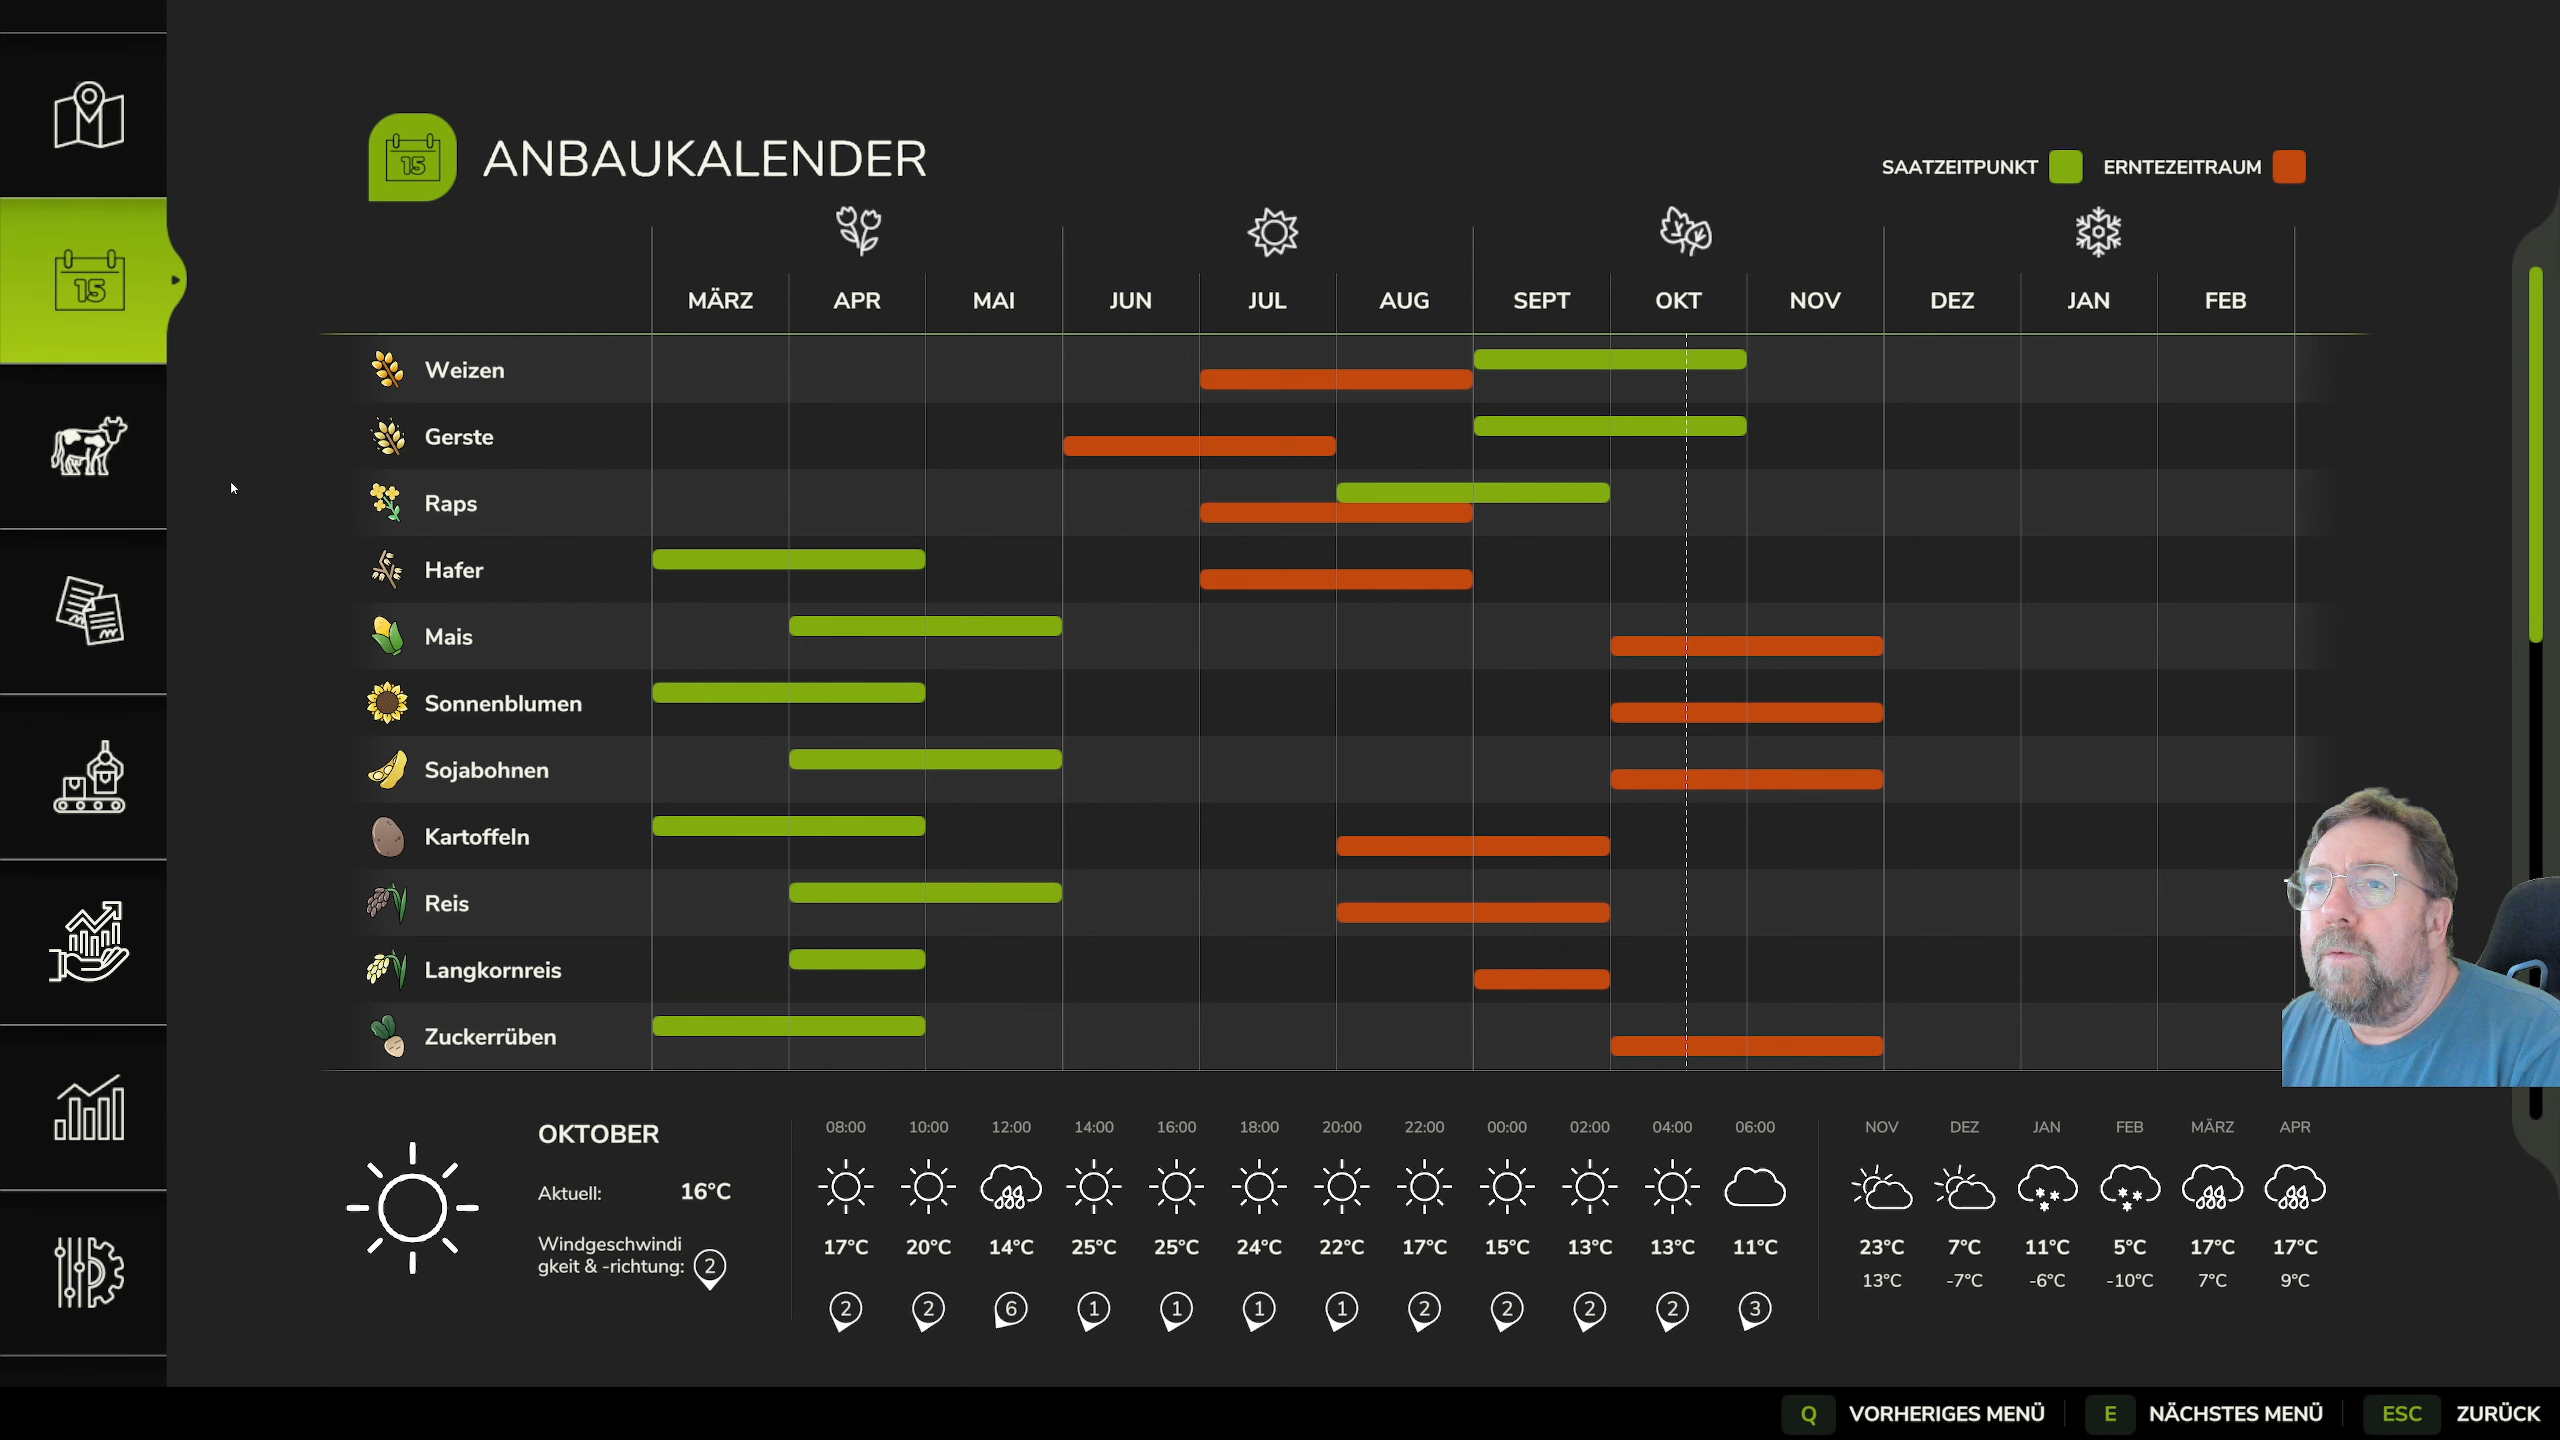 15
ANBAUKALENDER
SAATZEITPUNKT ERNTEZEITRAUM
15
MÄRZ APR MAI JUN JUL AUG SEPT OKT NOV DEZ JAN FEB
Weizen
Gerste
Raps
Hafer
Mais
Sonnenblumen
Sojabohnen
Kartoffeln
Reis
Langkornreis
Zuckerrüben
OKTOBER
Aktuell: 16°C
Windgeschwindi
gkeit & -richtung: 2
08:00 10:00 12:00 14:00 16:00 18:00 20:00 22:00 00:00 02:00 04:00 06:00
17°C 20°C 14°C 25°C 25°C 24°C 22°C 17°C 15°C 13°C 13°C 11°C
2 2 6 1 1 1 1 2 2 2 2 3
NOV DEZ JAN FEB MÄRZ APR
23°C 7°C 11°C 5°C 17°C 17°C
13°C -7°C -6°C -10°C 7°C 9°C
Q VORHERIGES MENÜ E NÄCHSTES MENÜ ESC ZURÜCK